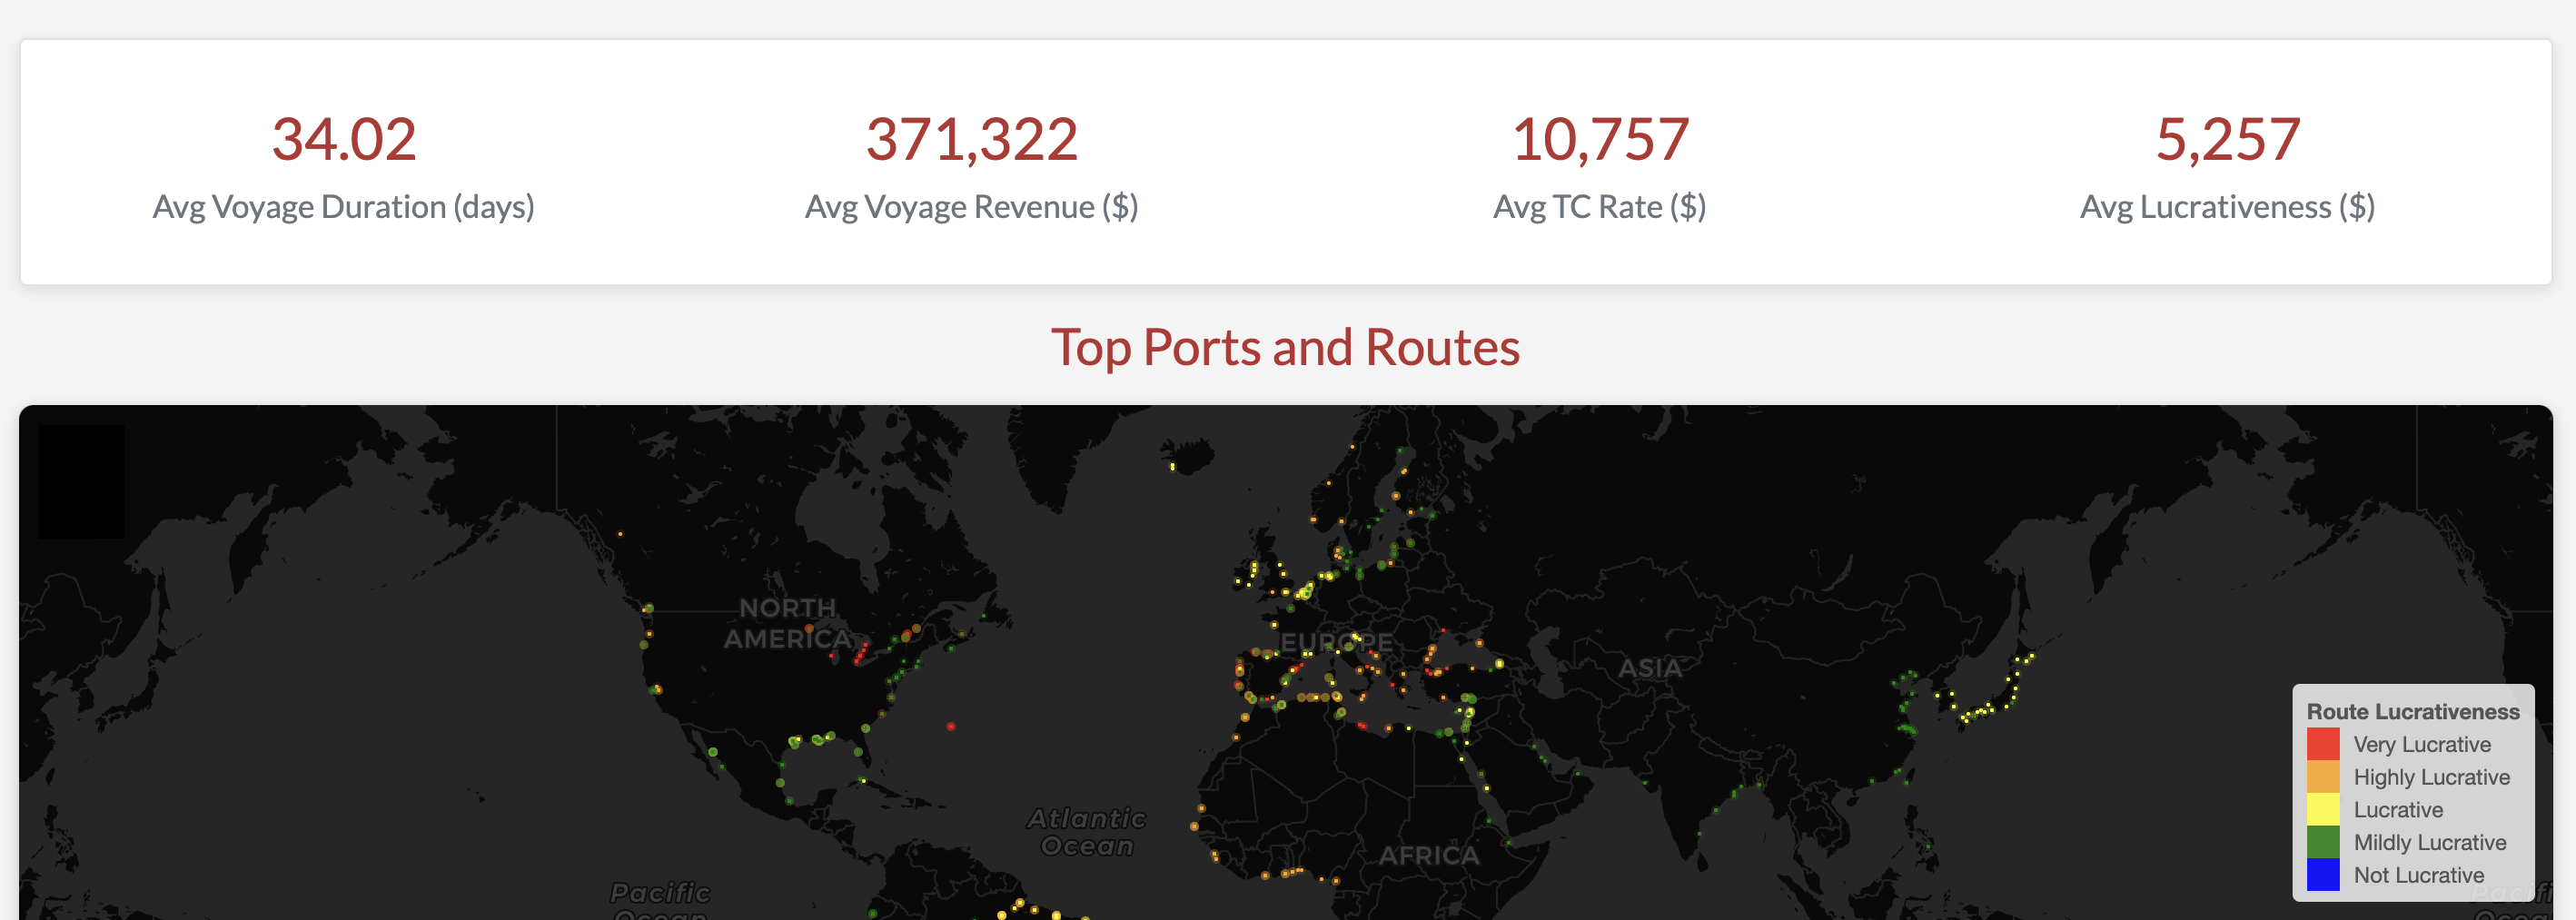 34.02
Avg Voyage Duration (days)
371,322
Avg Voyage Revenue ($)
10,757
Avg TC Rate ($)
5,257
Avg Lucrativeness ($)
Top Ports and Routes
NORTH
AMERICA
EUROPE
ASIA
Atlantic
Ocean
AFRICA
Pacific
Ocean
Route Lucrativeness
Very Lucrative
Highly Lucrative
Lucrative
Mildly Lucrative
Not Lucrative